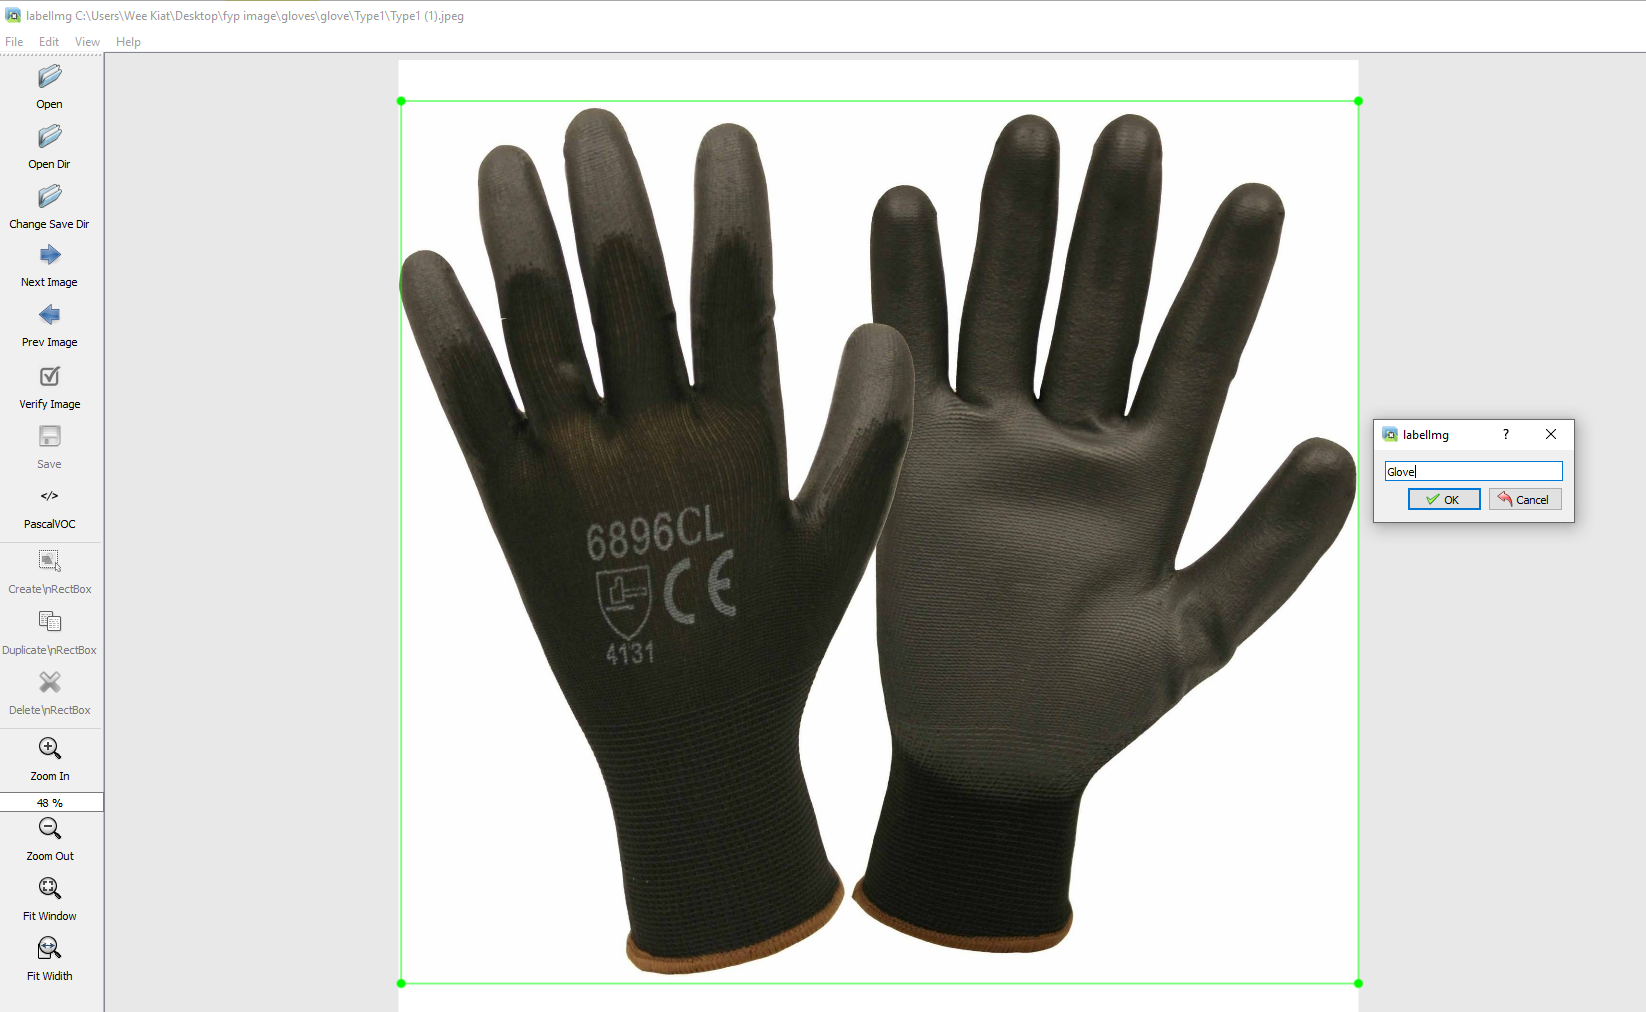 labelImg C:\Users\Wee Kiat\Desktop\fyp image\gloves\glove\Type1\Type1 (1).jpeg
File Edit View Help
Open
Open Dir
Change Save Dir
Next Image
Prev Image
Verify Image
Save
</>
PascalVOC
Create\nRectBox
Duplicate\nRectBox
Delete\nRectBox
Zoom In
48 %
Zoom Out
Fit Window
Fit Widith
6896CL
CE
4131
labelImg ?
Glove
OK Cancel